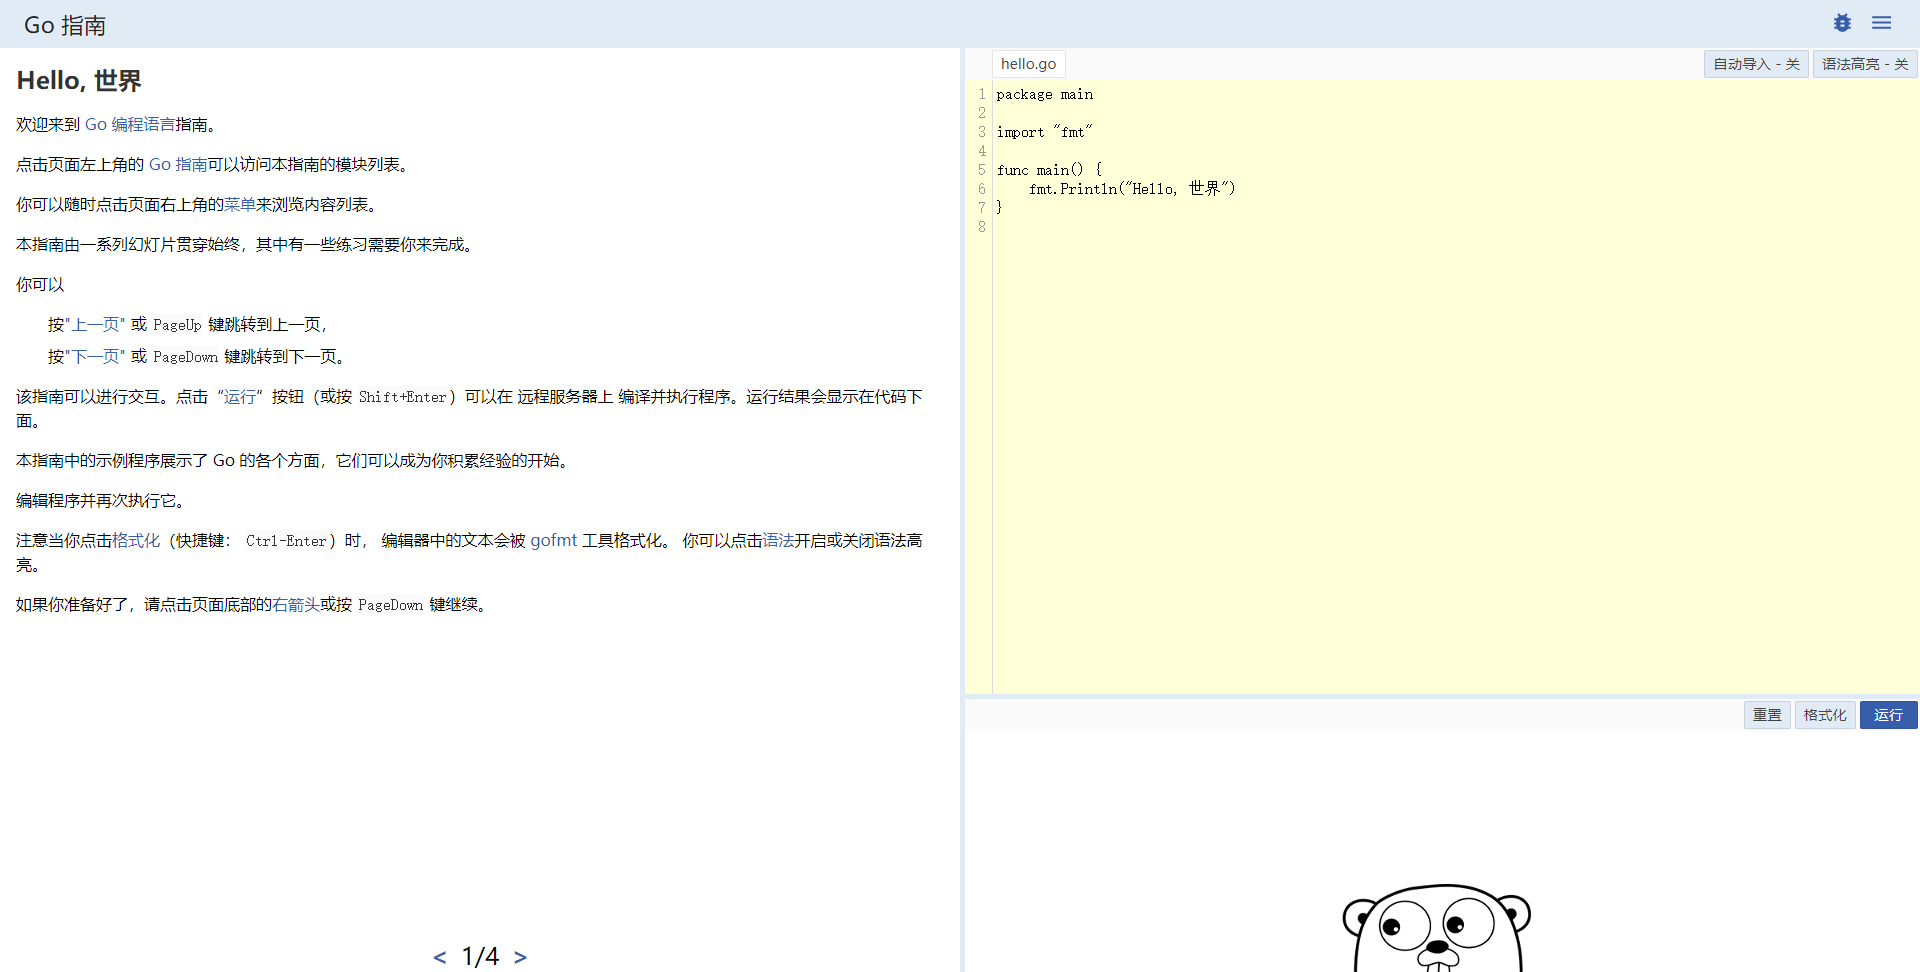 Go 指南
Hello, 世界
欢迎来到 Go 编程语言指南。
点击页面左上角的 Go 指南可以访问本指南的模块列表。
你可以随时点击页面右上角的菜单来浏览内容列表。
本指南由一系列幻灯片贯穿始终，其中有一些练习需要你来完成。
你可以
按"上一页" 或 PageUp 键跳转到上一页，
按"下一页" 或 PageDown 键跳转到下一页。
该指南可以进行交互。点击“运行”按钮（或按 Shift+Enter）可以在 远程服务器上 编译并执行程序。运行结果会显示在代码下
面。
本指南中的示例程序展示了 Go 的各个方面，它们可以成为你积累经验的开始。
编辑程序并再次执行它。
注意当你点击格式化（快捷键： Ctrl-Enter）时， 编辑器中的文本会被 gofmt 工具格式化。 你可以点击语法开启或关闭语法高
亮。
如果你准备好了，请点击页面底部的右箭头或按 PageDown 键继续。
< 1/4 >
hello.go
自动导入 - 关
语法高亮 - 关
1 package main
2
3 import "fmt"
4
5 func main() {
6     fmt.Println("Hello, 世界")
7 }
8
重置
格式化
运行